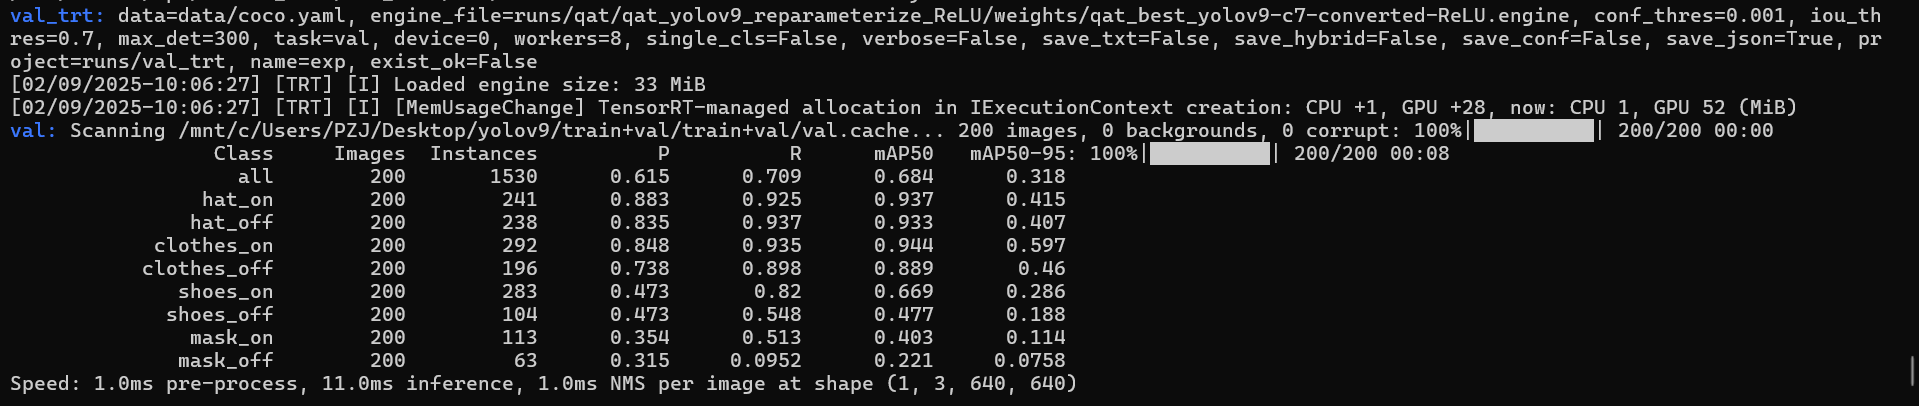 val_trt: data=data/coco.yaml, engine_file=runs/qat/qat_yolov9_reparameterize_ReLU/weights/qat_best_yolov9-c7-converted-ReLU.engine, conf_thres=0.001, iou_th
res=0.7, max_det=300, task=val, device=0, workers=8, single_cls=False, verbose=False, save_txt=False, save_hybrid=False, save_conf=False, save_json=True, pr
oject=runs/val_trt, name=exp, exist_ok=False
[02/09/2025-10:06:27] [TRT] [I] Loaded engine size: 33 MiB
[02/09/2025-10:06:27] [TRT] [I] [MemUsageChange] TensorRT-managed allocation in IExecutionContext creation: CPU +1, GPU +28, now: CPU 1, GPU 52 (MiB)
val: Scanning /mnt/c/Users/PZJ/Desktop/yolov9/train+val/train+val/val.cache... 200 images, 0 backgrounds, 0 corrupt: 100%|██████████| 200/200 00:00
Class Images Instances P R mAP50 mAP50-95: 100%|██████████| 200/200 00:08
all 200 1530 0.615 0.709 0.684 0.318
hat_on 200 241 0.883 0.925 0.937 0.415
hat_off 200 238 0.835 0.937 0.933 0.407
clothes_on 200 292 0.848 0.935 0.944 0.597
clothes_off 200 196 0.738 0.898 0.889 0.46
shoes_on 200 283 0.473 0.82 0.669 0.286
shoes_off 200 104 0.473 0.548 0.477 0.188
mask_on 200 113 0.354 0.513 0.403 0.114
mask_off 200 63 0.315 0.0952 0.221 0.0758
Speed: 1.0ms pre-process, 11.0ms inference, 1.0ms NMS per image at shape (1, 3, 640, 640)